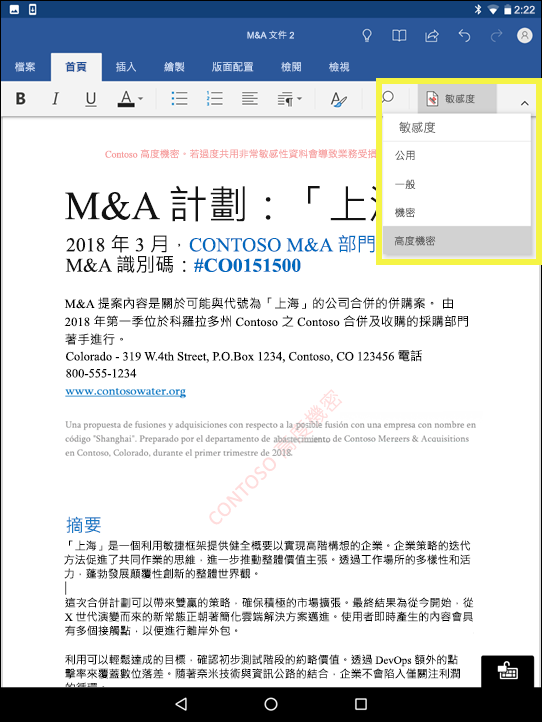 2:22
M&A 文件 2
檔案 首頁 插入 繪製 版面配置 檢閱 檢視
B I U A 敏感度
敏感度
公用
一般
機密
高度機密
Contoso 高度機密。若過度共用非常敏感性資料會導致業務受損
M&A 計劃：「上
2018 年 3 月，CONTOSO M&A 部門
M&A 識別碼：#CO0151500
M&A 提案內容是關於可能與代號為「上海」的公司合併的併購案。 由
2018 年第一季位於科羅拉多州 Contoso 之 Contoso 合併及收購的採購部門
著手進行。
Colorado - 319 W.4th Street, P.O.Box 1234, Contoso, CO 123456 電話
800-555-1234
www.contosowater.org
Una propuesta de fusiones y adquisiciones con respecto a la posible fusión con una empresa con nombre en
código "Shanghai". Preparado por el departamento de abastecimiento de Contoso Merezers & Acquisitions
en Contoso, Colorado, durante el primer trimestre de 2018.
CONTOSO 高度機密
摘要
「上海」是一個利用敏捷框架提供健全概要以實現高階構想的企業。企業策略的迭代
方法促進了共同作業的思維，進一步推動整體價值主張。透過工作場所的多樣性和活
力，蓬勃發展顛覆性創新的整體世界觀。
這次合併計劃可以帶來雙贏的策略，確保積極的市場擴張。最終結果為從今開始，從
X 世代演變而來的新常態正朝著簡化雲端解決方案邁進。使用者即時產生的內容會具
有多個接觸點，以便進行離岸外包。
利用可以輕鬆達成的目標，確認初步測試階段的約略價值。透過 DevOps 額外的點
擊率來覆蓋數位落差。隨著奈米技術與資訊公路的結合，企業不會陷入僅關注利潤
的循環。